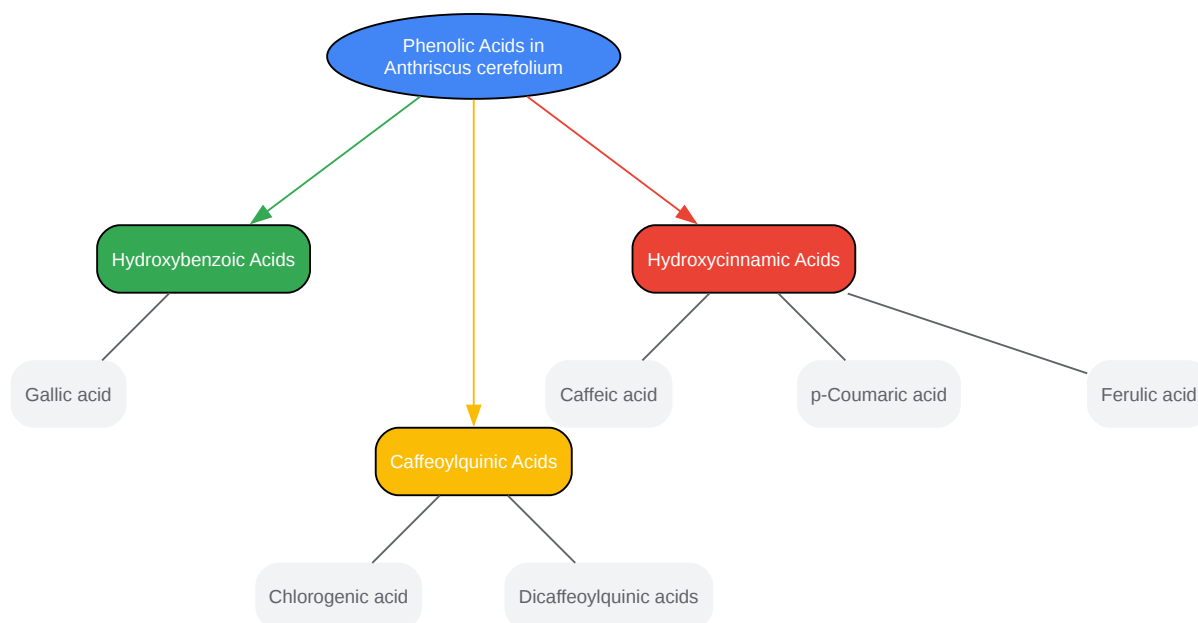 Phenolic Acids in
Anthriscus cerefolium
Hydroxybenzoic Acids
Hydroxycinnamic Acids
Gallic acid
Caffeic acid
p-Coumaric acid
Ferulic acid
Caffeoylquinic Acids
Chlorogenic acid
Dicaffeoylquinic acids